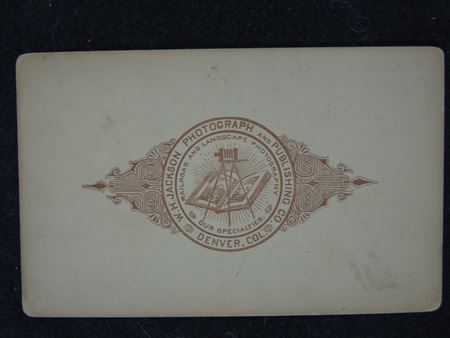 W.H. JACKSON PHOTOGRAPH AND PUBLISHING CO.
DENVER, COL.
RAILROAD AND LANDSCAPE PHOTOGRAPHY
OUR SPECIALTIES.